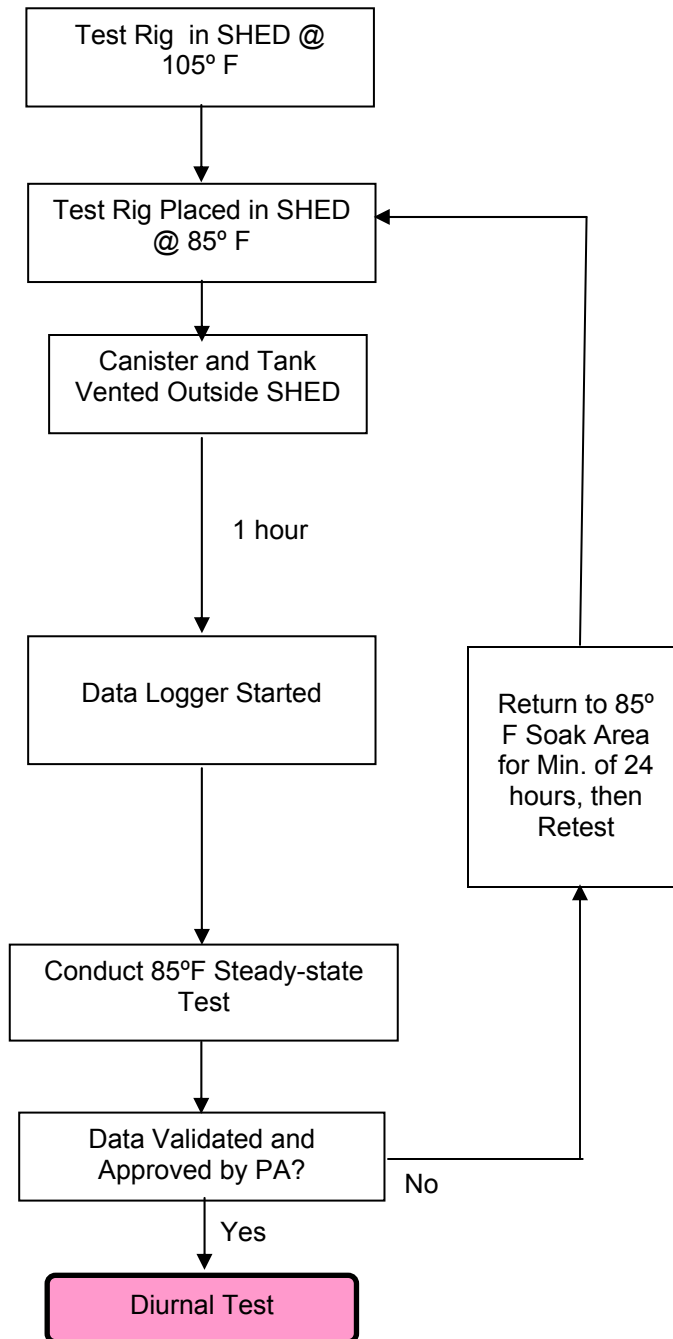 Test Rig in SHED @
105º F
Test Rig Placed in SHED
@ 85º F
Canister and Tank
Vented Outside SHED
1 hour
Data Logger Started
Return to 85º
F Soak Area
for Min. of 24
hours, then
Retest
Conduct 85ºF Steady-state
Test
Data Validated and
Approved by PA?
No
Yes
Diurnal Test